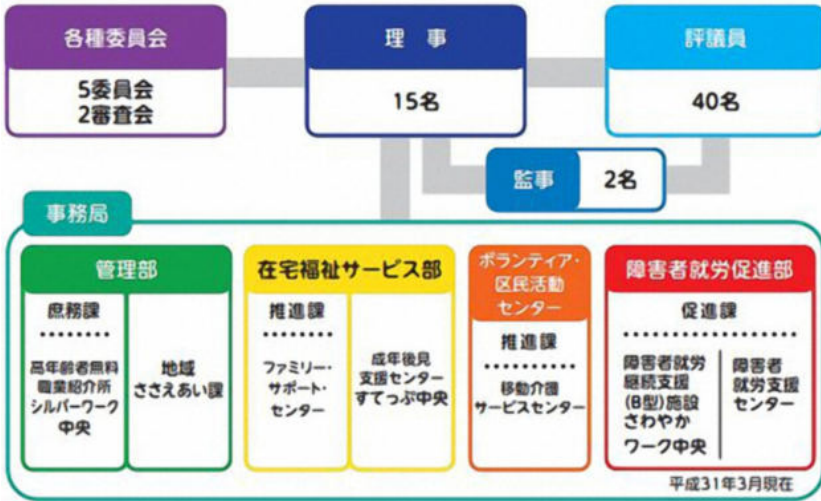 各種委員会
5委員会
2審査会
理事
15名
評議員
40名
監事
2名
事務局
管理部
庶務課
高年齢者無料
職業紹介所
シルバーワーク
中央
地域
ささえあい課
在宅福祉サービス部
推進課
ファミリー・
サポート・
センター
成年後見
支援センター
すてっぷ中央
ボランティア・
区民活動
センター
推進課
移動介護
サービスセンター
障害者就労促進部
促進課
障害者就労
継続支援
(B型)施設
さわやか
ワーク中央
障害者
就労支援
センター
平成31年3月現在